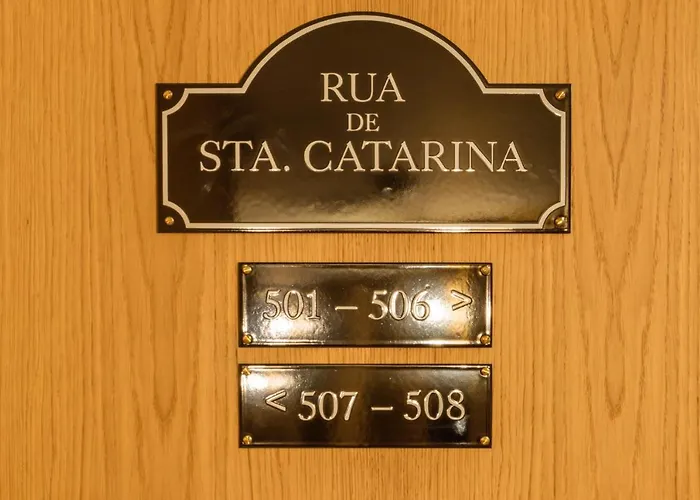 RUA
DE
STA. CATARINA
501 – 506 >
< 507 – 508